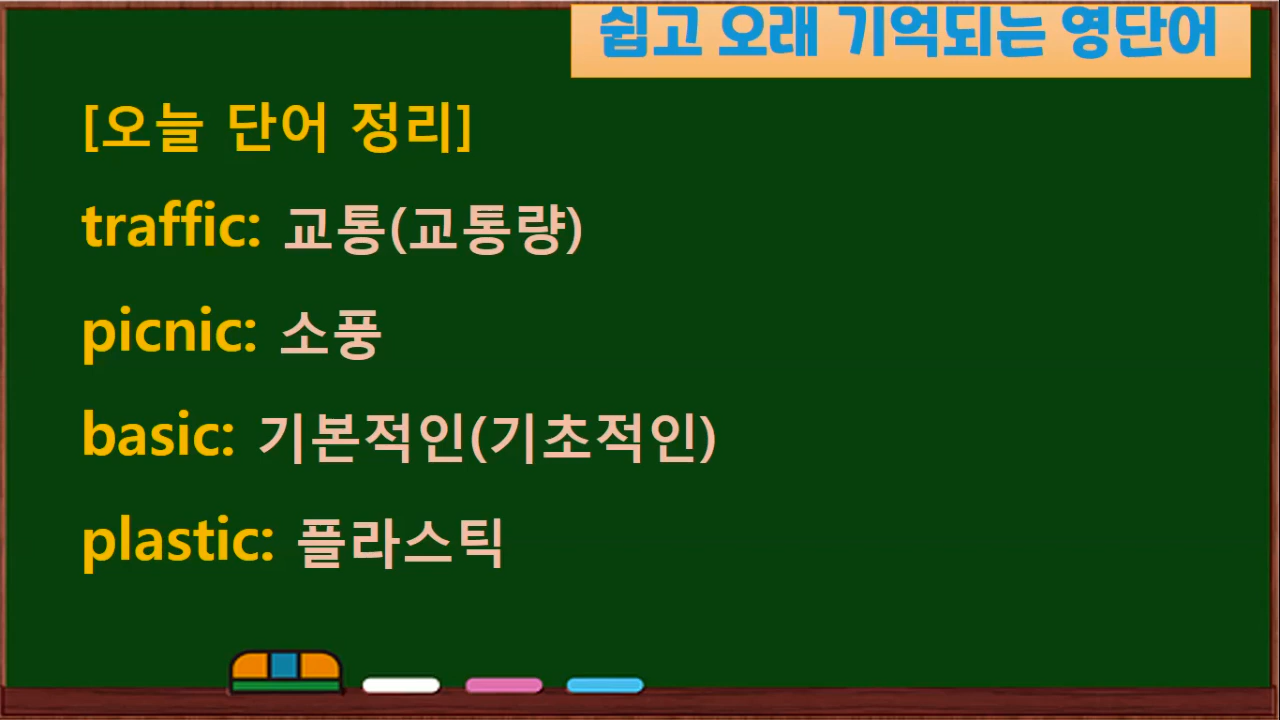 쉽고 오래 기억되는 영단어
[오늘 단어 정리]
traffic: 교통(교통량)
picnic: 소풍
basic: 기본적인(기초적인)
plastic: 플라스틱